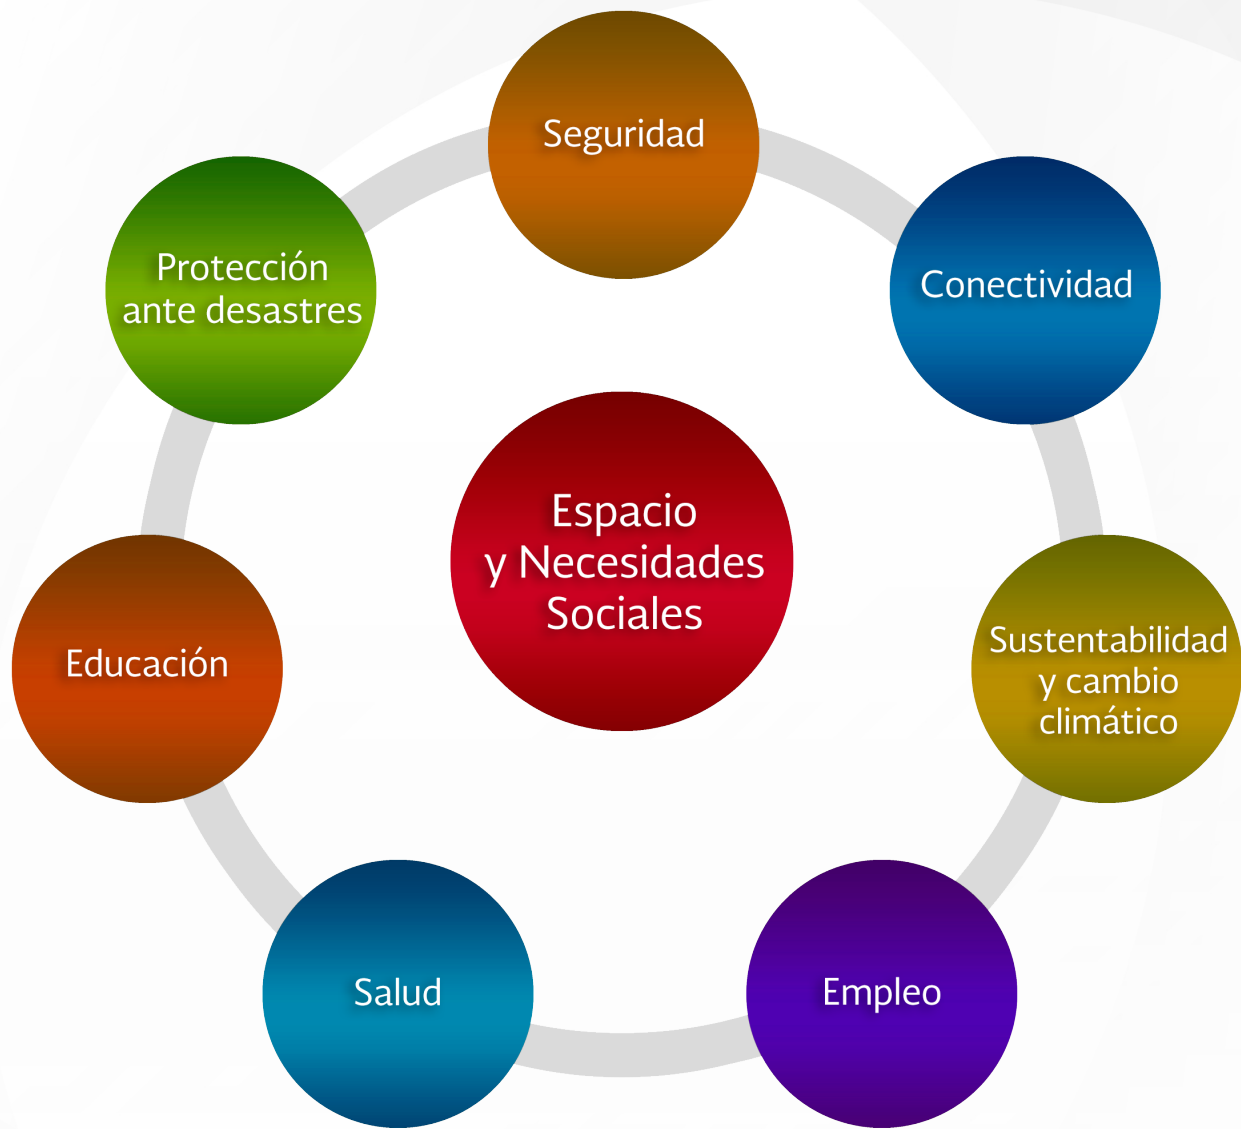 Seguridad
Conectividad
Sustentabilidad
y cambio
climático
Empleo
Salud
Educación
Protección
ante desastres
Espacio
y Necesidades
Sociales